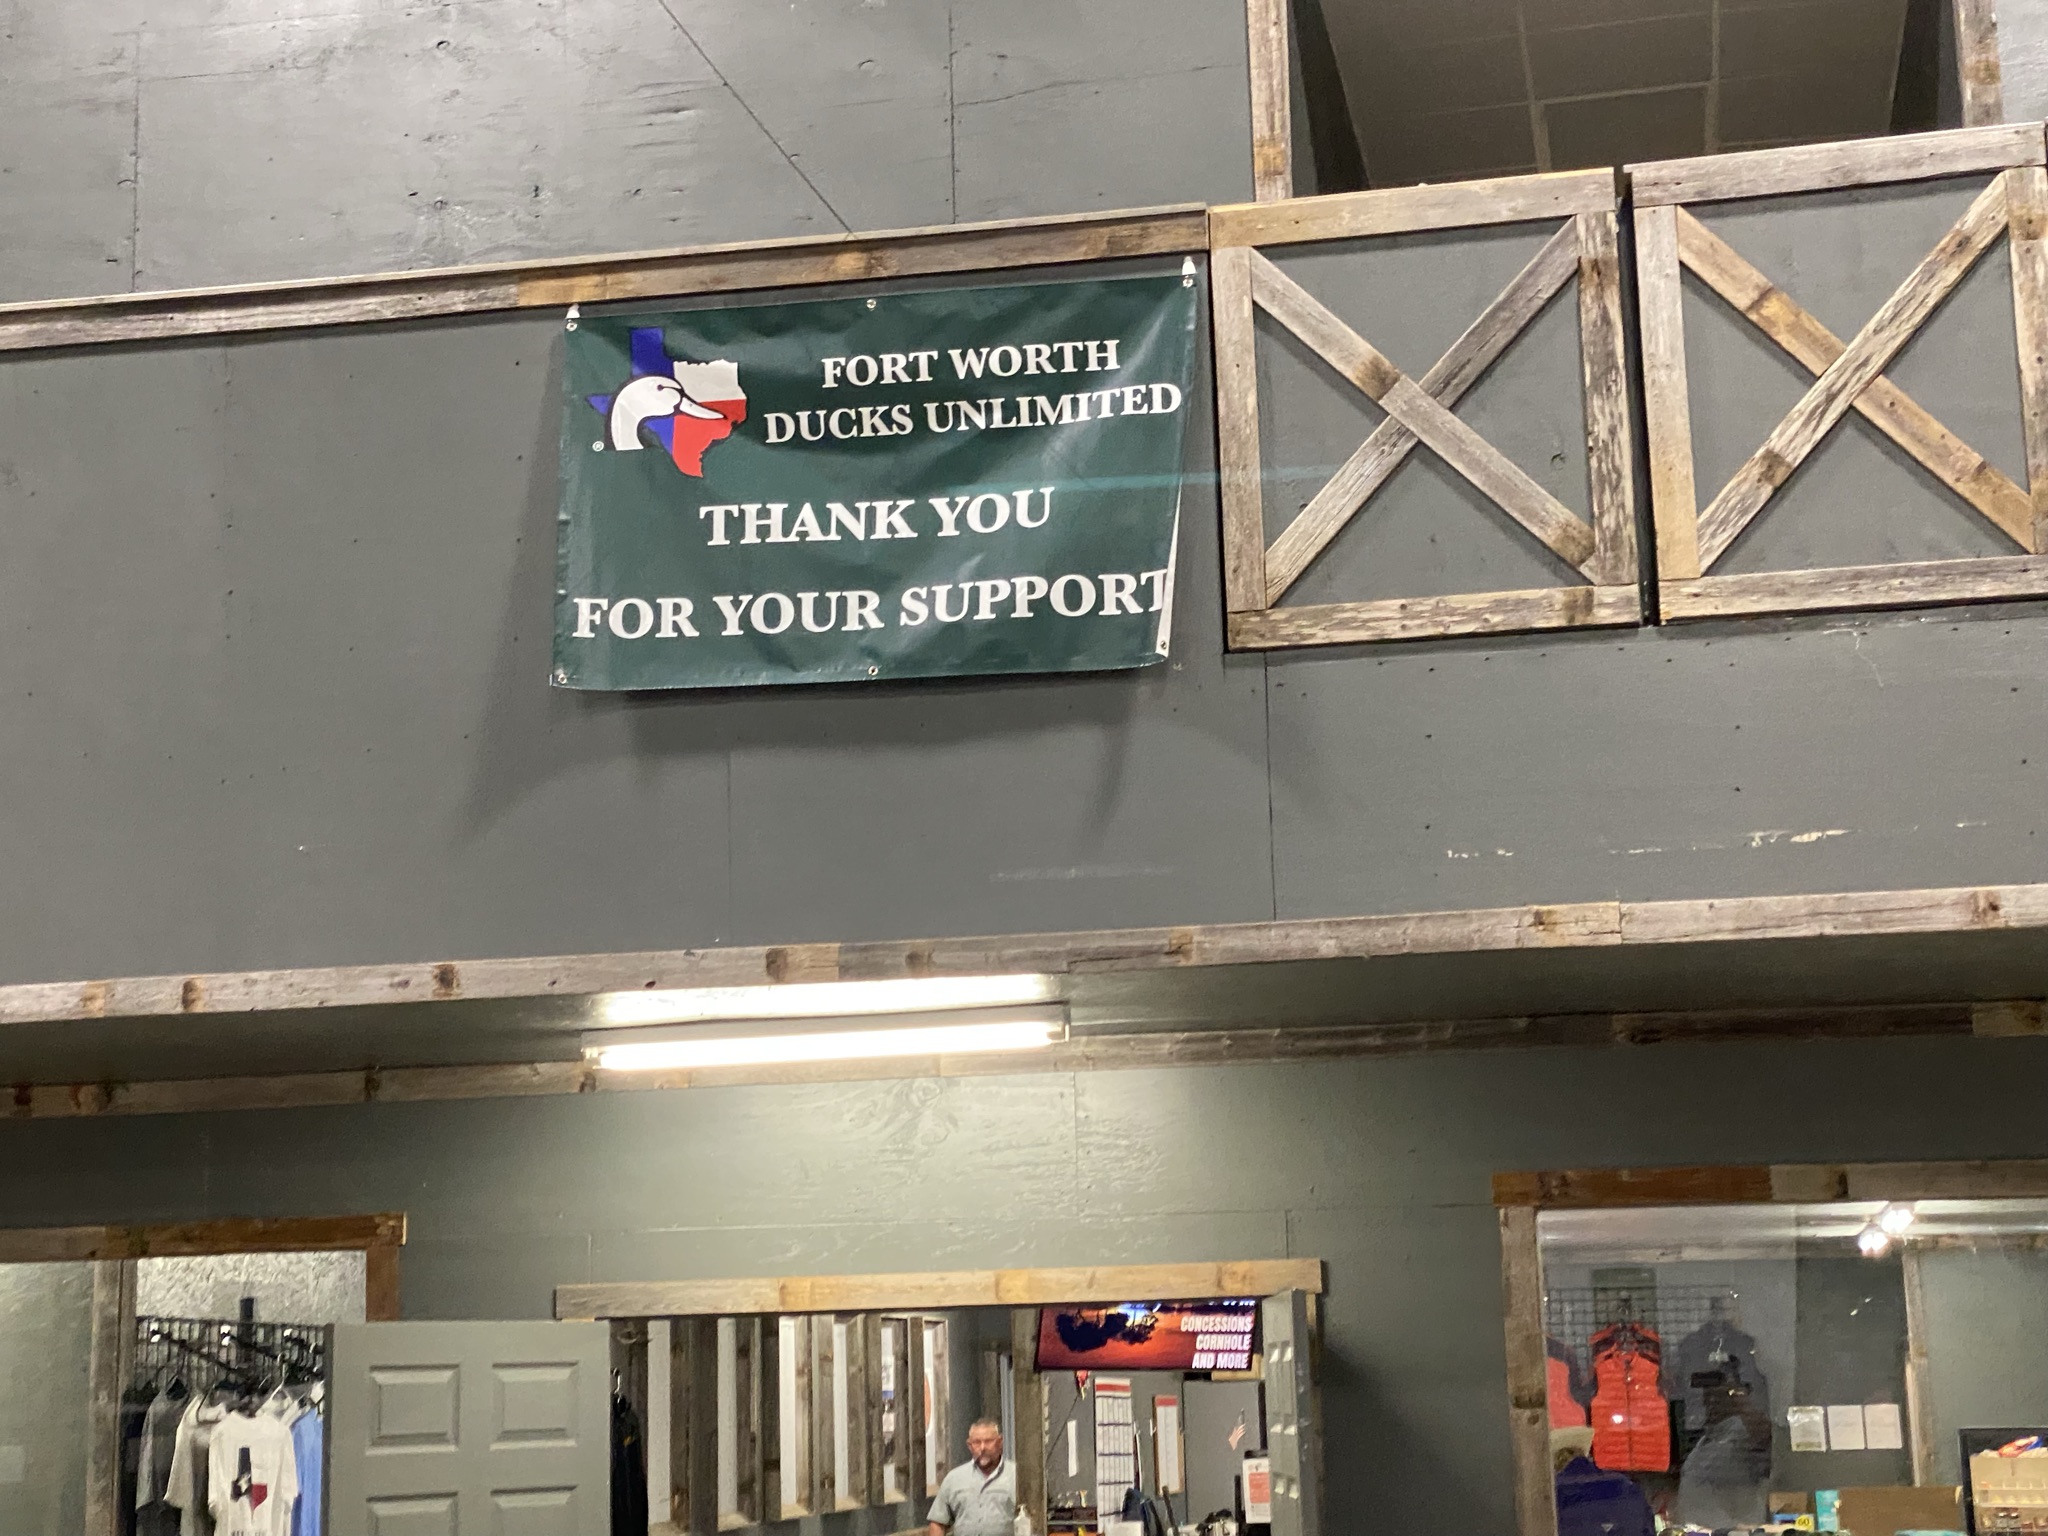 FORT WORTH
DUCKS UNLIMITED
THANK YOU
FOR YOUR SUPPORT
CONCESSIONS
CORNHOLE
AND MORE